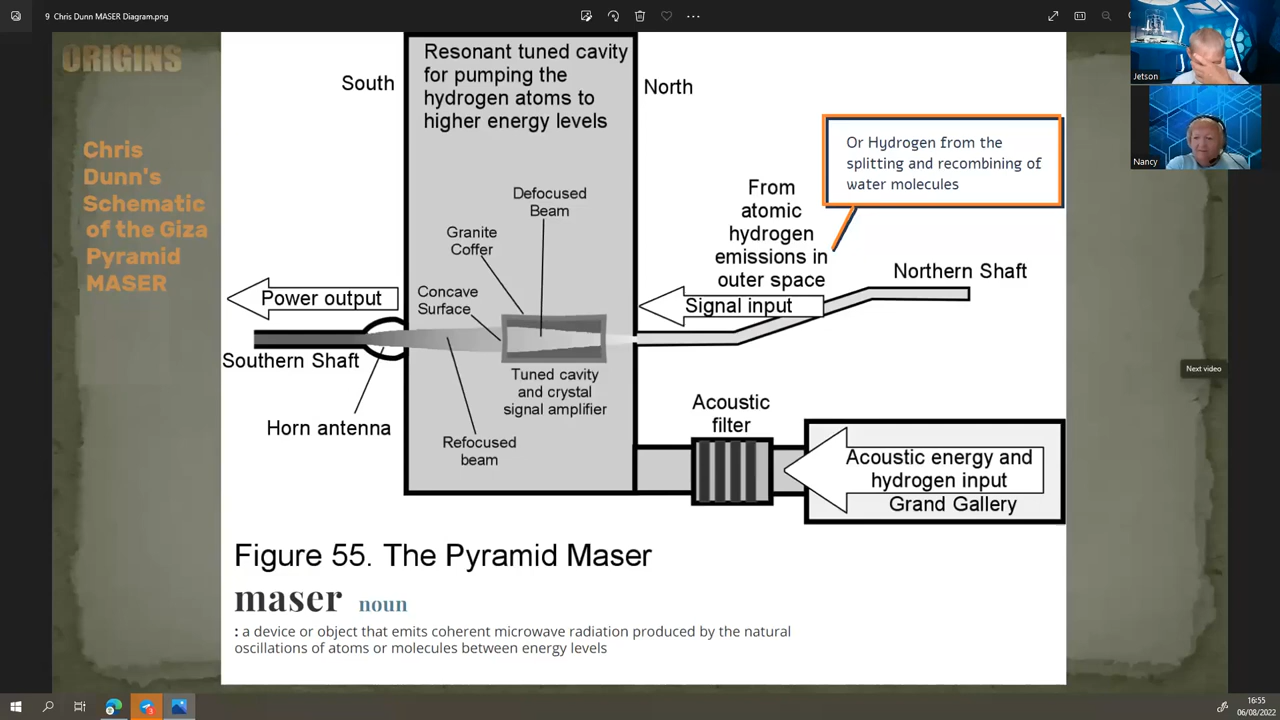 9 Chris Dunn MASER Diagram.png
ORIGINS
Chris
Dunn's
Schematic
of the Giza
Pyramid
MASER
South
Resonant tuned cavity
for pumping the
hydrogen atoms to
higher energy levels
North
Or Hydrogen from the
splitting and recombining of
water molecules
From
atomic
hydrogen
emissions in
outer space
Defocused
Beam
Granite
Coffer
Concave
Surface
Power output
Signal input
Northern Shaft
Southern Shaft
Tuned cavity
and crystal
signal amplifier
Horn antenna
Refocused
beam
Acoustic
filter
Acoustic energy and
hydrogen input
Grand Gallery
Figure 55. The Pyramid Maser
maser noun
: a device or object that emits coherent microwave radiation produced by the natural
oscillations of atoms or molecules between energy levels
Jetson
Nancy
Next video
16:55
06/08/2022